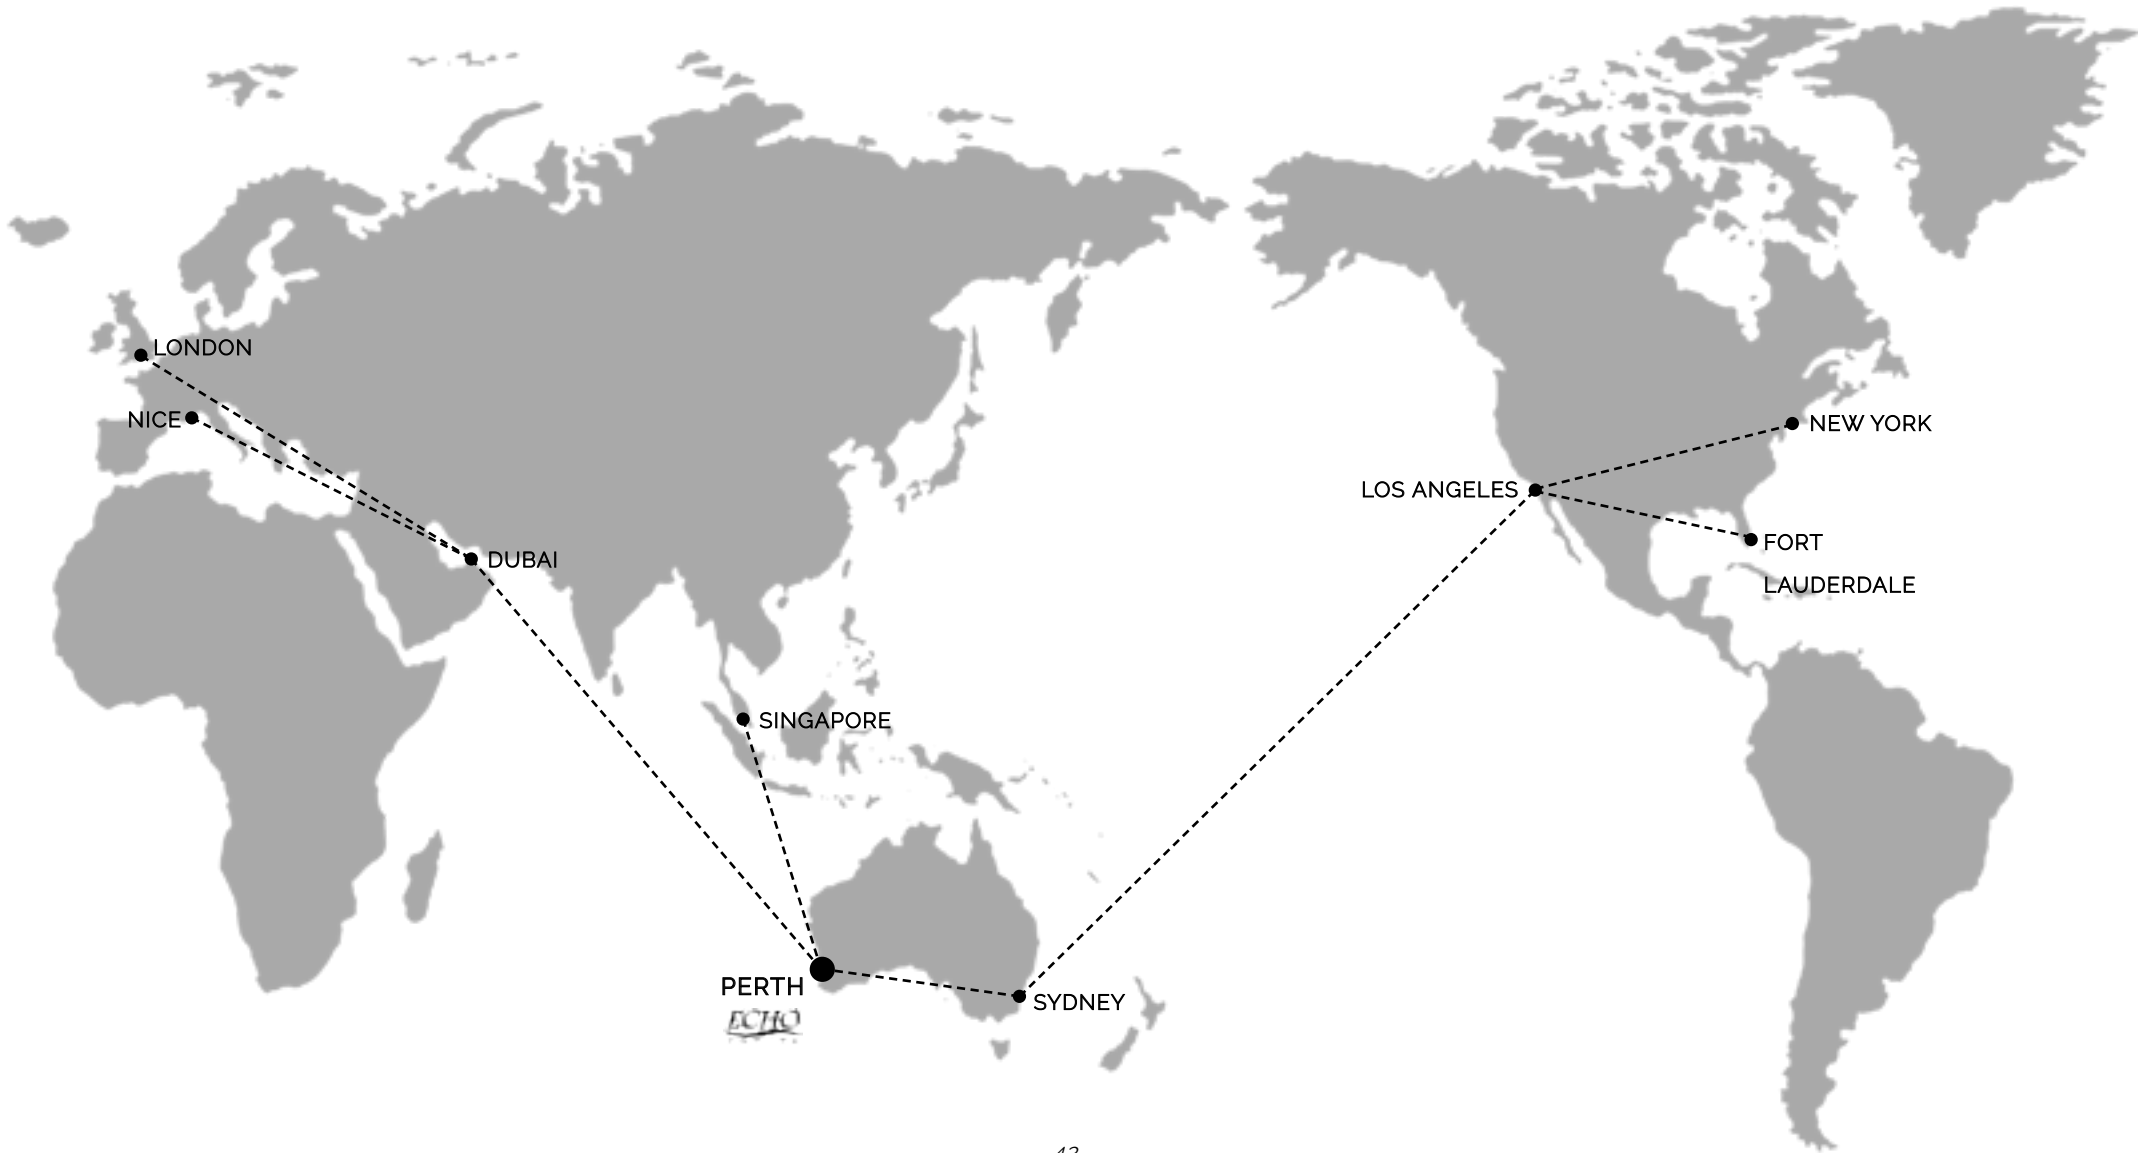 LONDON
NICE
NEW YORK
LOS ANGELES
FORT
LAUDERDALE
DUBAI
SINGAPORE
PERTH
ECHO
SYDNEY